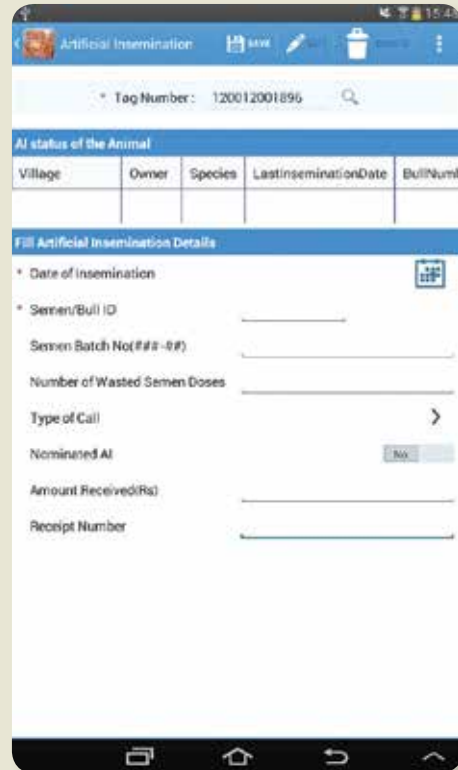 15:48
Artificial Insemination SAVE
* Tag Number : 120012001896
AI status of the Animal
Village Owner Species LastInseminationDate BullNumb
Fill Artificial Insemination Details
* Date of Insemination
* Semen/Bull ID
Semen Batch No(###-##)
Number of Wasted Semen Doses
Type of Call
Nominated AI No
Amount Received(Rs)
Receipt Number